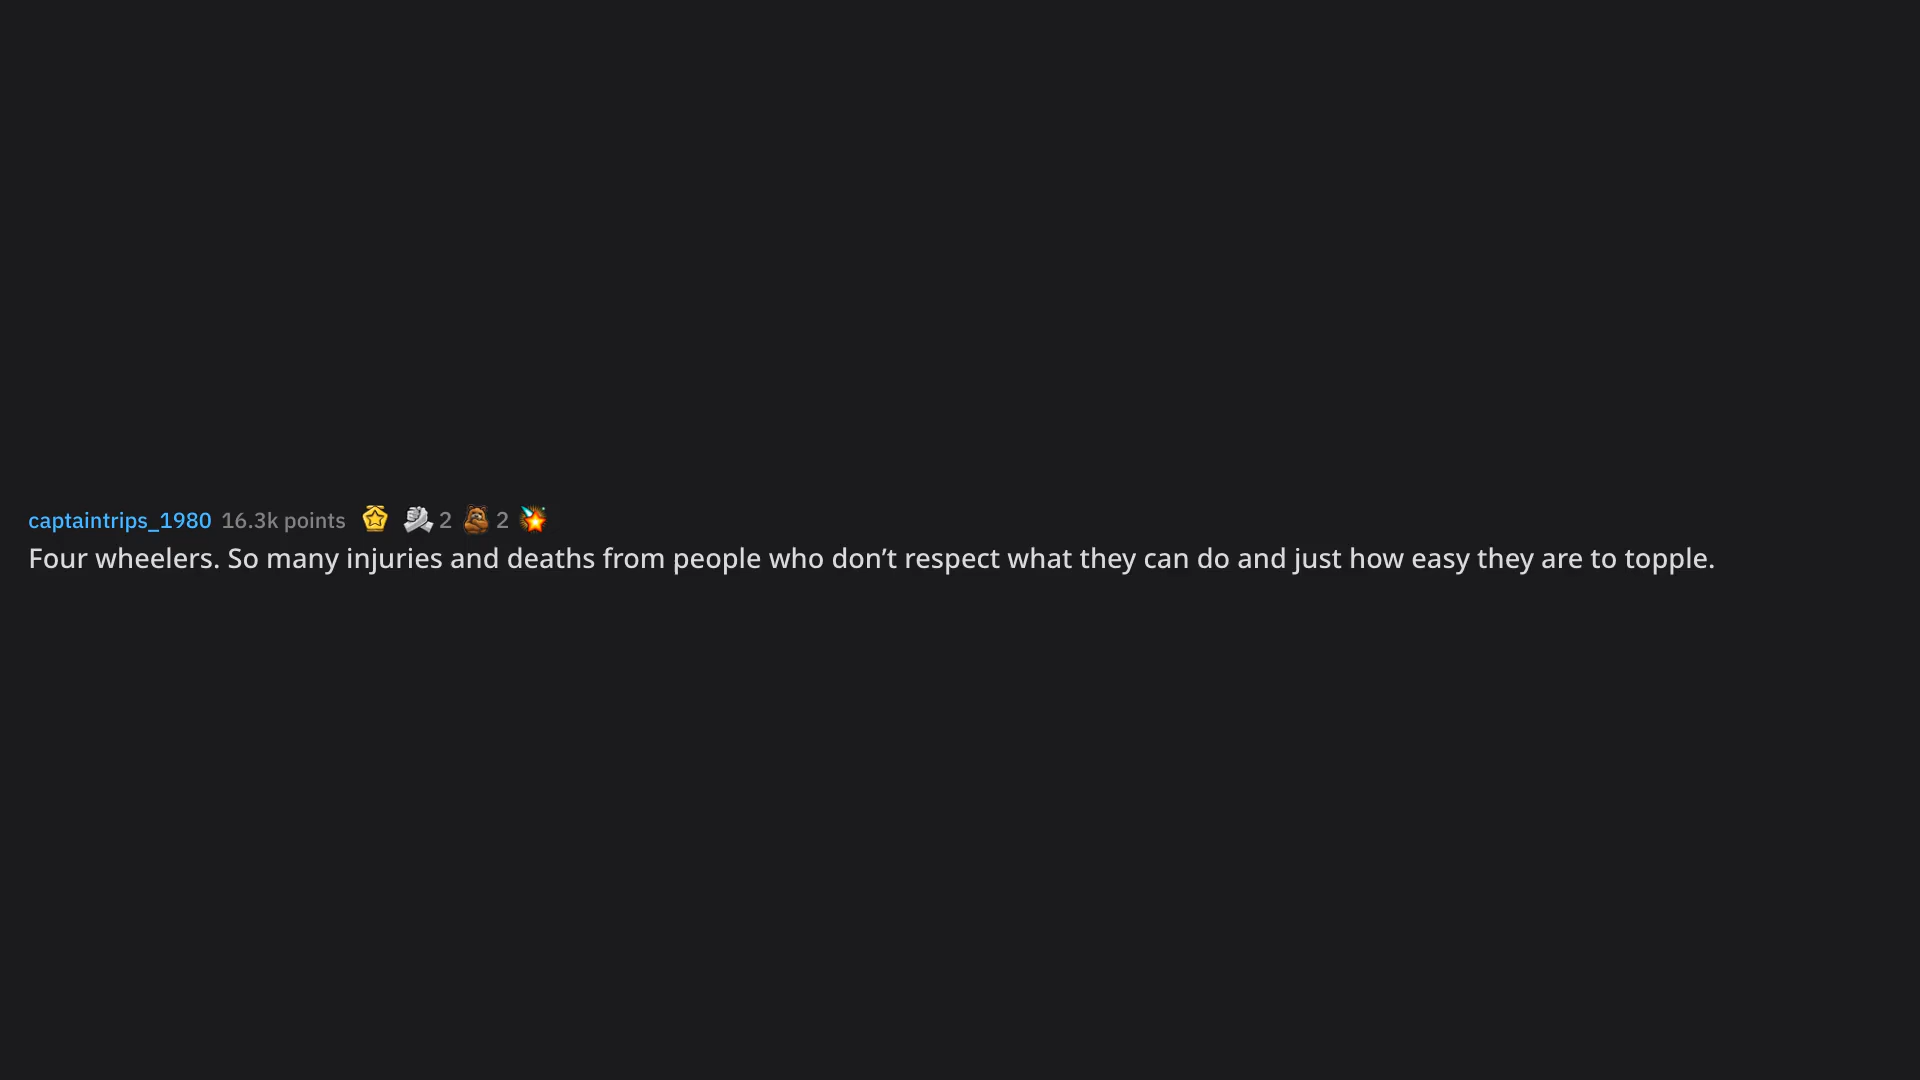 captaintrips_1980 16.3k points 2 2
Four wheelers. So many injuries and deaths from people who don’t respect what they can do and just how easy they are to topple.